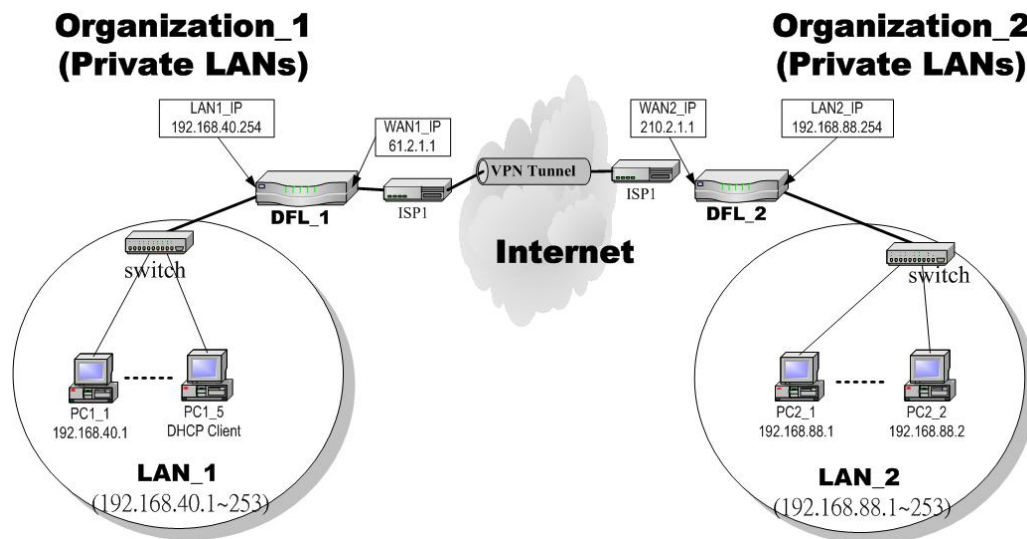 Organization_1
(Private LANs)
Organization_2
(Private LANs)
LAN1_IP
192.168.40.254
WAN1_IP
61.2.1.1
WAN2_IP
210.2.1.1
LAN2_IP
192.168.88.254
DFL_1
ISP1
VPN Tunnel
ISP1
DFL_2
Internet
switch
switch
PC1_1
192.168.40.1
PC1_5
DHCP Client
PC2_1
192.168.88.1
PC2_2
192.168.88.2
LAN_1
(192.168.40.1~253)
LAN_2
(192.168.88.1~253)